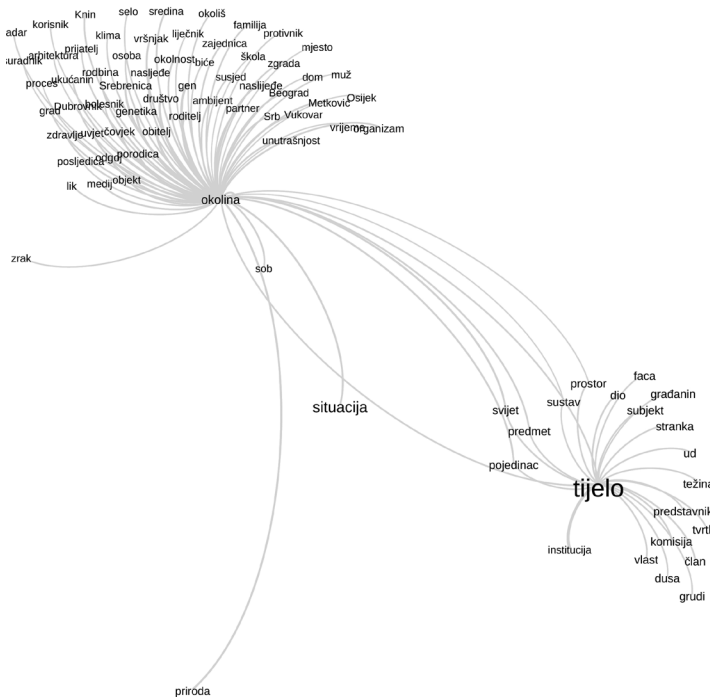 Knin
selo
sredina
okoliš
korisnik
familija
adar
klima
vršnjak
liječnik
protivnik
prijatelj
zajednica
mjesto
arhitektura
osoba
okolnost
biće
škola
suradnik
zgrada
rodbina
nasljeđe
susjed
dom
muž
proces
ukućanin
Srebrenica
gen
naslijeđe
Beograd
Osijek
grad
Dubrovnik
bolesnik
društvo
ambijent
Metković
genetika
roditelj
partner
Srb
Vukovar
zdravlje
uvjet
čovjek
obitelj
vrijeme
organizam
unutrašnjost
posljedica
odgoj
porodica
lik
medij
objekt
okolina
zrak
sob
situacija
svijet
predmet
pojedinac
sustav
prostor
faca
dio
građanin
subjekt
stranka
ud
tijelo
težina
predstavnik
tvrt
komisija
institucija
vlast
član
dusa
grudi
priroda